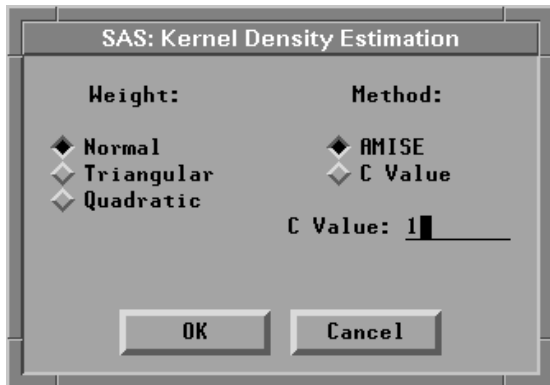 SAS: Kernel Density Estimation
Weight:
Normal
Triangular
Quadratic
Method:
AMISE
C Value
C Value: 1
OK
Cancel